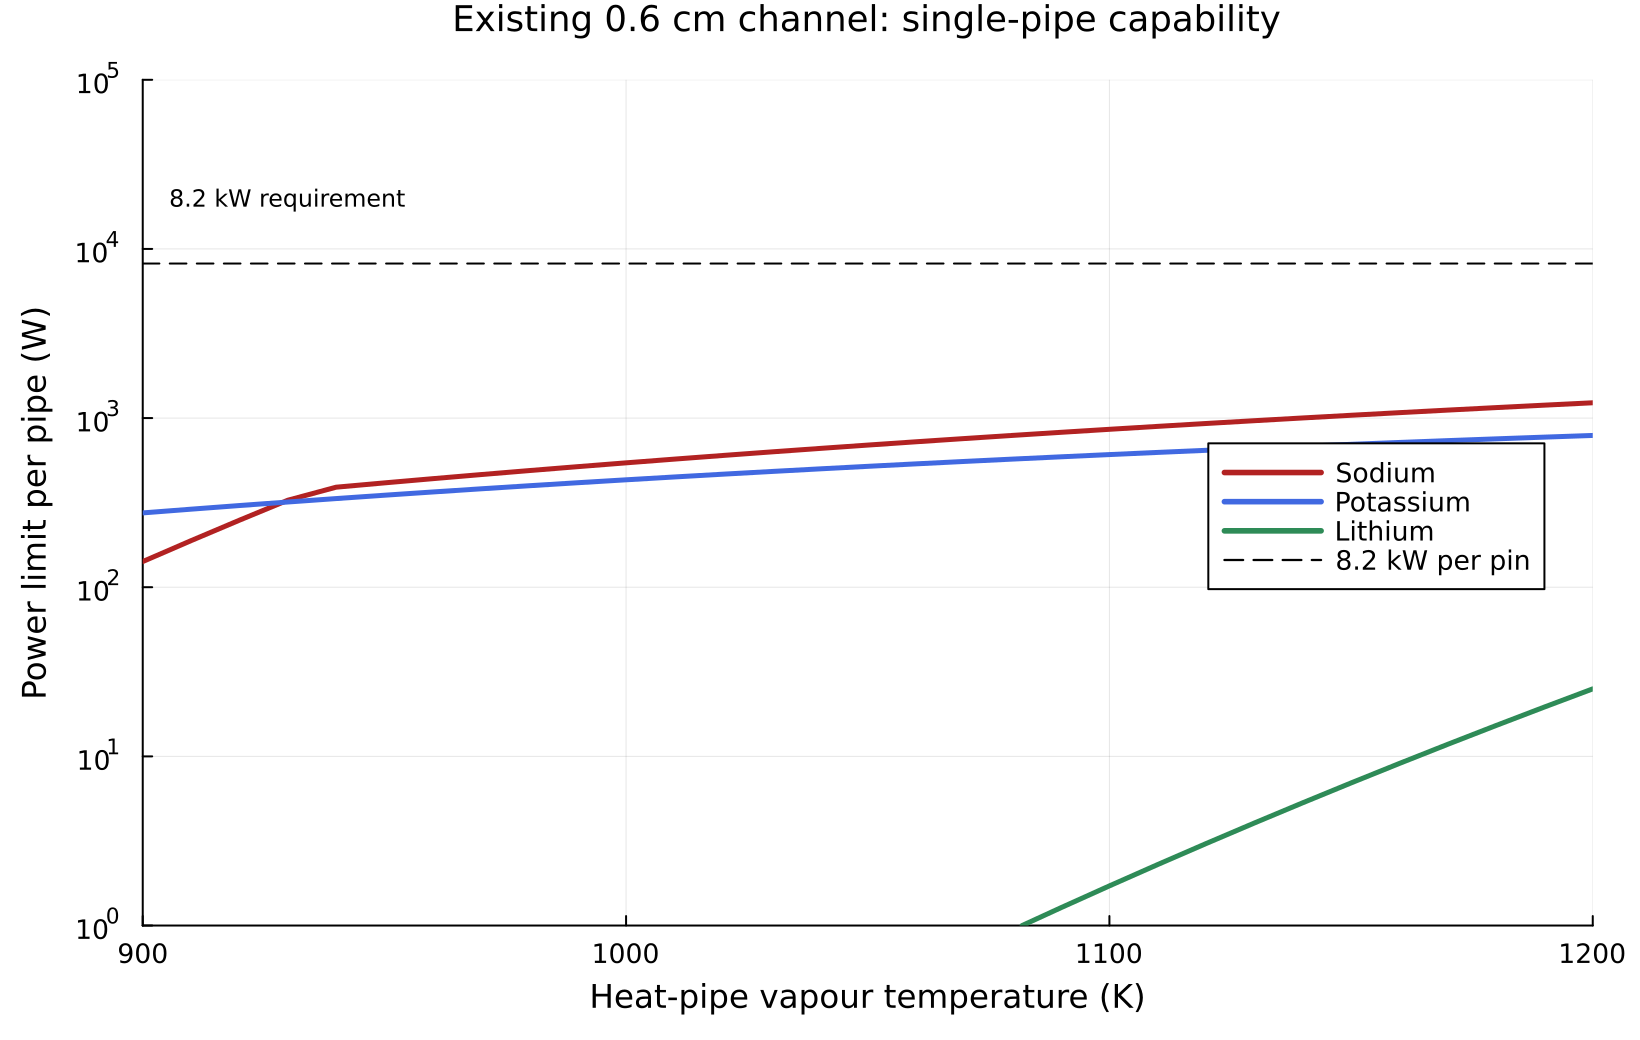 Existing 0.6 cm channel: single-pipe capability
10^5
8.2 kW requirement
10^4
10^3
10^2
10^1
10^0
Power limit per pipe (W)
Sodium
Potassium
Lithium
8.2 kW per pin
900 1000 1100 1200
Heat-pipe vapour temperature (K)